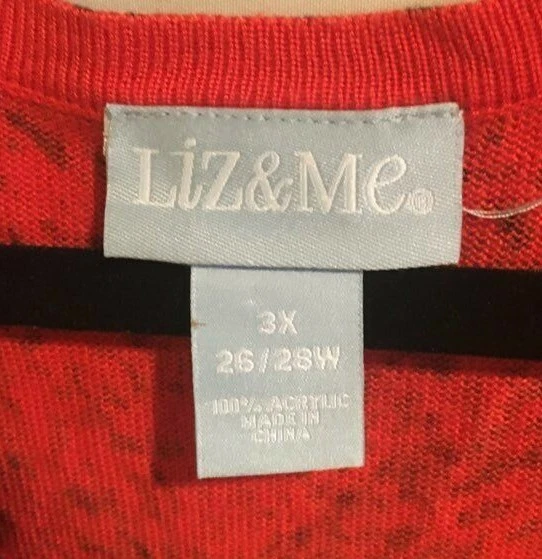 Liz&Me®
3X
26/28W
100% ACRYLIC
MADE IN
CHINA